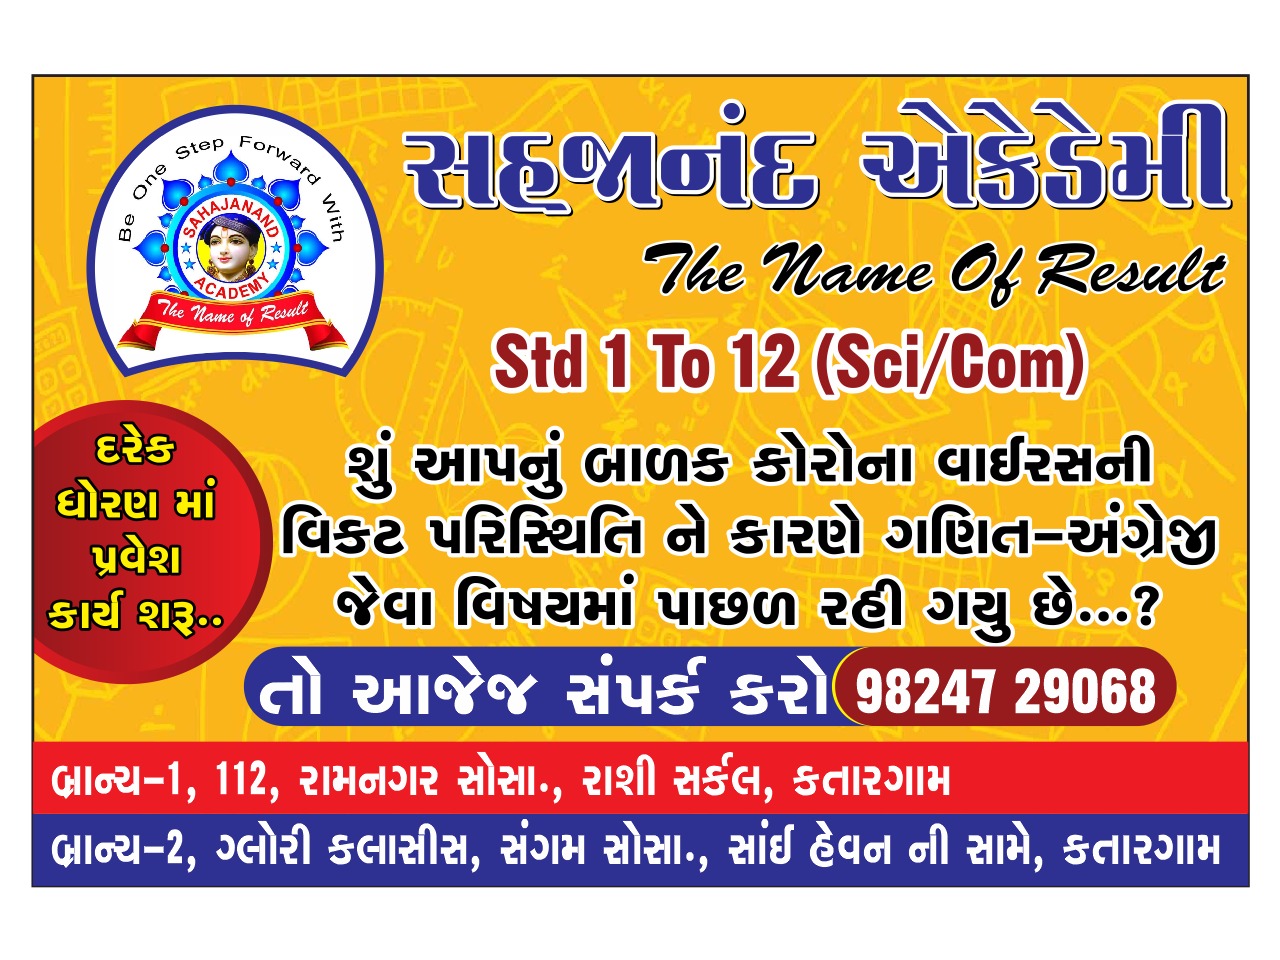 Be One Step Forward With
SAHAJANAND
ACADEMY
The Name of Result
સહજાનંદ એકેડેમી
The Name Of Result
Std 1 To 12 (Sci/Com)
દરેક
ધોરણ માં
પ્રવેશ
કાર્ય શરૂ..
શું આપનું બાળક કોરોના વાઈરસની
વિકટ પરિસ્થિતિ ને કારણે ગણિત-અંગ્રેજી
જેવા વિષયમાં પાછળ રહી ગયુ છે...?
તો આજેજ સંપર્ક કરો 98247 29068
બ્રાન્ચ-1, 112, રામનગર સોસા., રાશી સર્કલ, કતારગામ
બ્રાન્ચ-2, ગ્લોરી કલાસીસ, સંગમ સોસા., સાંઈ હેવન ની સામે, કતારગામ